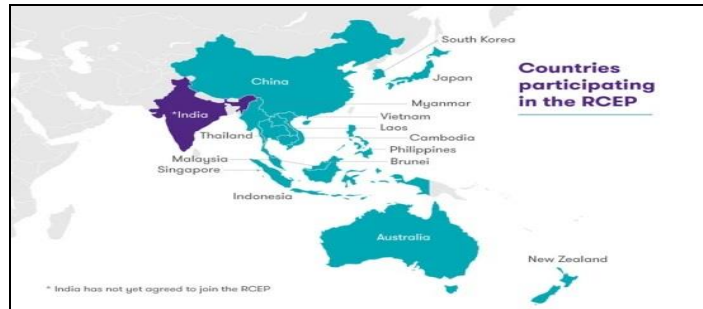 South Korea
Countries
participating
in the RCEP
China
Japan
Myanmar
*India
Vietnam
Laos
Thailand
Cambodia
Philippines
Malaysia
Brunei
Singapore
Indonesia
Australia
New Zealand
* India has not yet agreed to join the RCEP